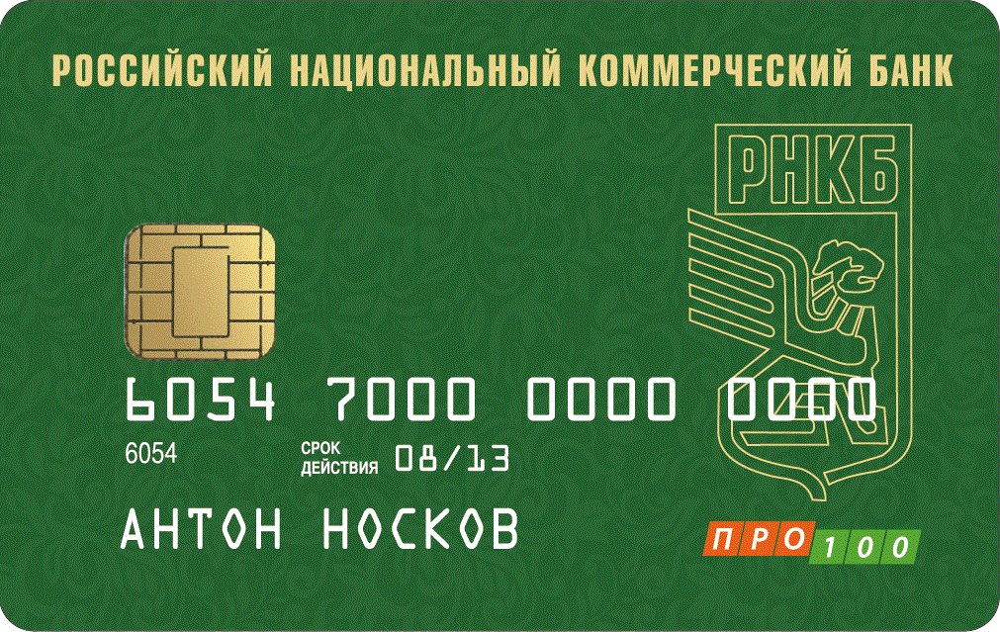 РОССИЙСКИЙ НАЦИОНАЛЬНЫЙ КОММЕРЧЕСКИЙ БАНК
РНКБ
6054 7000 0000 0000
6054
СРОК
ДЕЙСТВИЯ 08/13
АНТОН НОСКОВ
ПРО100